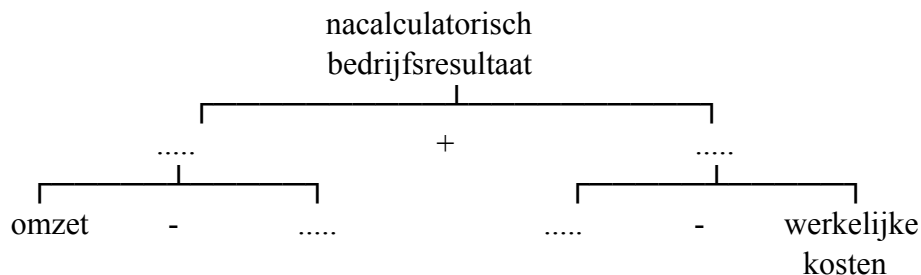 nacalculatorisch
bedrijfsresultaat
..... + .....
omzet - ..... ..... - werkelijke
kosten